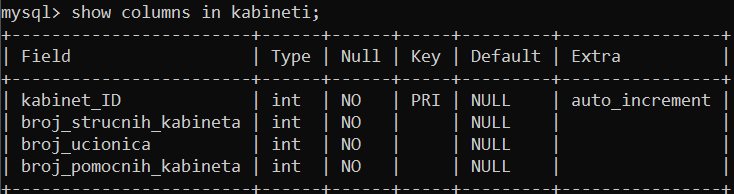 mysql> show columns in kabineti;
+------------------------+------+------+-----+---------+----------------+
| Field                  | Type | Null | Key | Default | Extra          |
+------------------------+------+------+-----+---------+----------------+
| kabinet_ID             | int  | NO   | PRI | NULL    | auto_increment |
| broj_strucnih_kabineta | int  | NO   |     | NULL    |                |
| broj_ucionica          | int  | NO   |     | NULL    |                |
| broj_pomocnih_kabineta | int  | NO   |     | NULL    |                |
+------------------------+------+------+-----+---------+----------------+